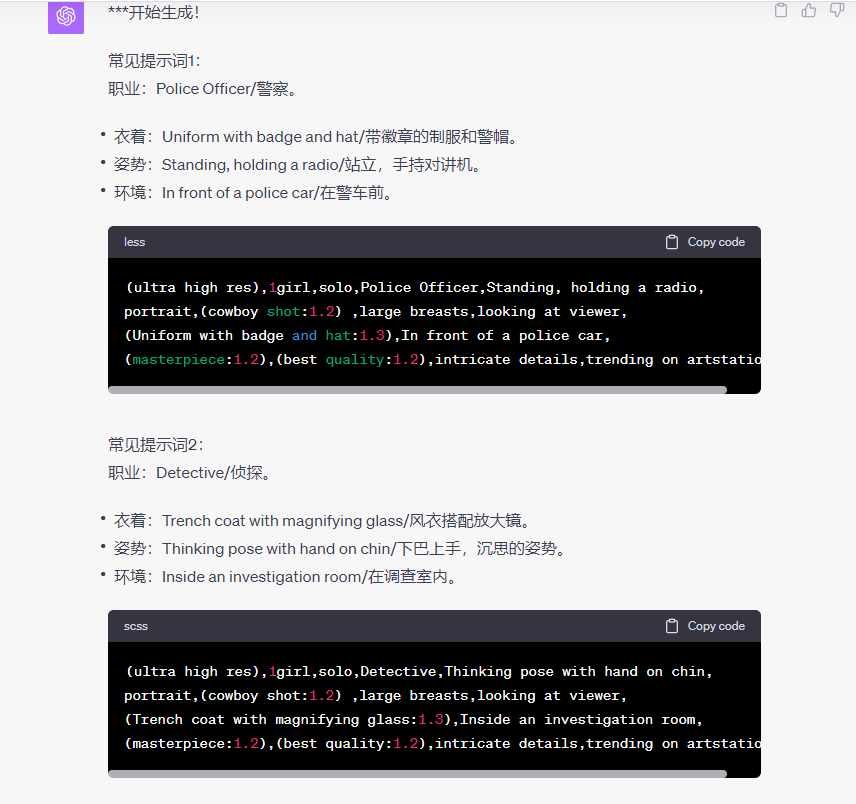 ***开始生成！
常见提示词1：
职业：Police Officer/警察。
• 衣着：Uniform with badge and hat/带徽章的制服和警帽。
• 姿势：Standing, holding a radio/站立，手持对讲机。
• 环境：In front of a police car/在警车前。
less
Copy code
(ultra high res),1girl,solo,Police Officer,Standing, holding a radio,
portrait,(cowboy shot:1.2) ,large breasts,looking at viewer,
(Uniform with badge and hat:1.3),In front of a police car,
(masterpiece:1.2),(best quality:1.2),intricate details,trending on artstatio
常见提示词2：
职业：Detective/侦探。
• 衣着：Trench coat with magnifying glass/风衣搭配放大镜。
• 姿势：Thinking pose with hand on chin/下巴上手，沉思的姿势。
• 环境：Inside an investigation room/在调查室内。
scss
Copy code
(ultra high res),1girl,solo,Detective,Thinking pose with hand on chin,
portrait,(cowboy shot:1.2) ,large breasts,looking at viewer,
(Trench coat with magnifying glass:1.3),Inside an investigation room,
(masterpiece:1.2),(best quality:1.2),intricate details,trending on artstatio